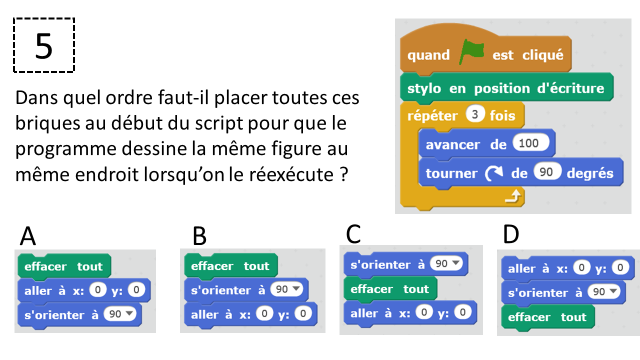 5
Dans quel ordre faut-il placer toutes ces
briques au début du script pour que le
programme dessine la même figure au
même endroit lorsqu’on le réexécute ?
quand est cliqué
stylo en position d'écriture
répéter 3 fois
avancer de 100
tourner de 90 degrés
A
effacer tout
aller à x: 0 y: 0
s'orienter à 90
B
effacer tout
s'orienter à 90
aller à x: 0 y: 0
C
s'orienter à 90
effacer tout
aller à x: 0 y: 0
D
aller à x: 0 y: 0
s'orienter à 90
effacer tout